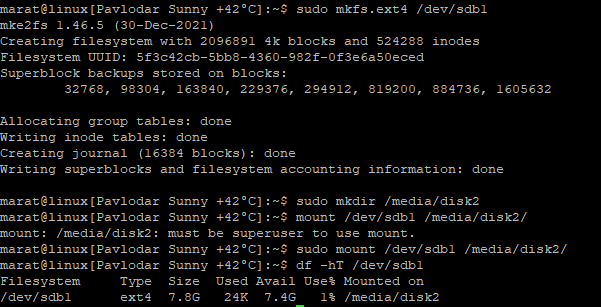 marat@linux[Pavlodar Sunny +42°C]:~$ sudo mkfs.ext4 /dev/sdb1
mke2fs 1.46.5 (30-Dec-2021)
Creating filesystem with 2096891 4k blocks and 524288 inodes
Filesystem UUID: 5f3c42cb-5bb8-4360-982f-0f3e6a50eced
Superblock backups stored on blocks:
        32768, 98304, 163840, 229376, 294912, 819200, 884736, 1605632

Allocating group tables: done
Writing inode tables: done
Creating journal (16384 blocks): done
Writing superblocks and filesystem accounting information: done

marat@linux[Pavlodar Sunny +42°C]:~$ sudo mkdir /media/disk2
marat@linux[Pavlodar Sunny +42°C]:~$ mount /dev/sdb1 /media/disk2/
mount: /media/disk2: must be superuser to use mount.
marat@linux[Pavlodar Sunny +42°C]:~$ sudo mount /dev/sdb1 /media/disk2/
marat@linux[Pavlodar Sunny +42°C]:~$ df -hT /dev/sdb1
Filesystem     Type  Size  Used Avail Use% Mounted on
/dev/sdb1      ext4  7.8G   24K  7.4G   1% /media/disk2